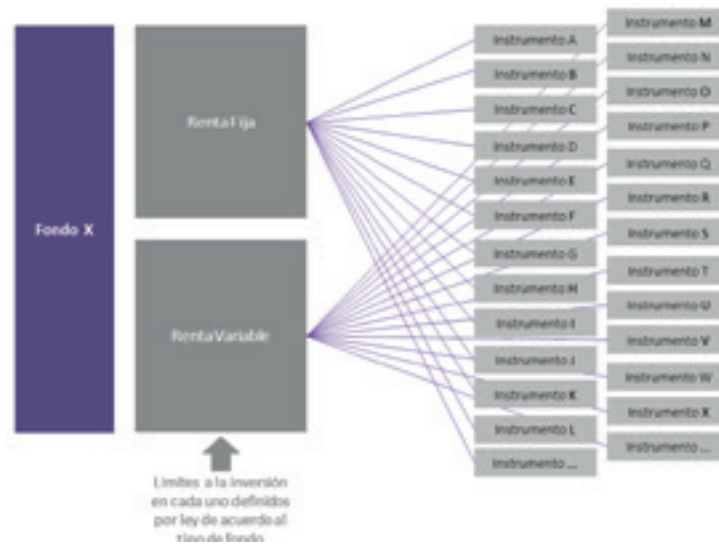 Fondo X
Renta Fija
Renta Variable
Límites a la inversión
en cada uno definidos
por ley de acuerdo al
tipo de fondo
Instrumento A
Instrumento B
Instrumento C
Instrumento D
Instrumento E
Instrumento F
Instrumento G
Instrumento H
Instrumento I
Instrumento J
Instrumento K
Instrumento L
Instrumento ...
Instrumento M
Instrumento N
Instrumento O
Instrumento P
Instrumento Q
Instrumento R
Instrumento S
Instrumento T
Instrumento U
Instrumento V
Instrumento W
Instrumento X
Instrumento ...